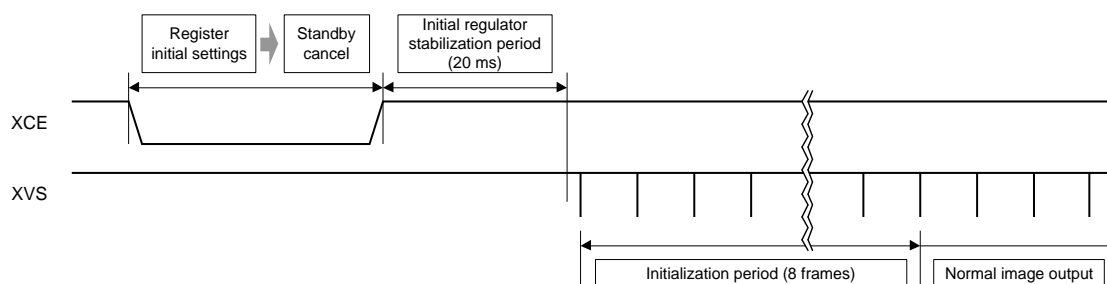 Register
initial settings
Standby
cancel
Initial regulator
stabilization period
(20 ms)
XCE
XVS
Initialization period (8 frames)
Normal image output